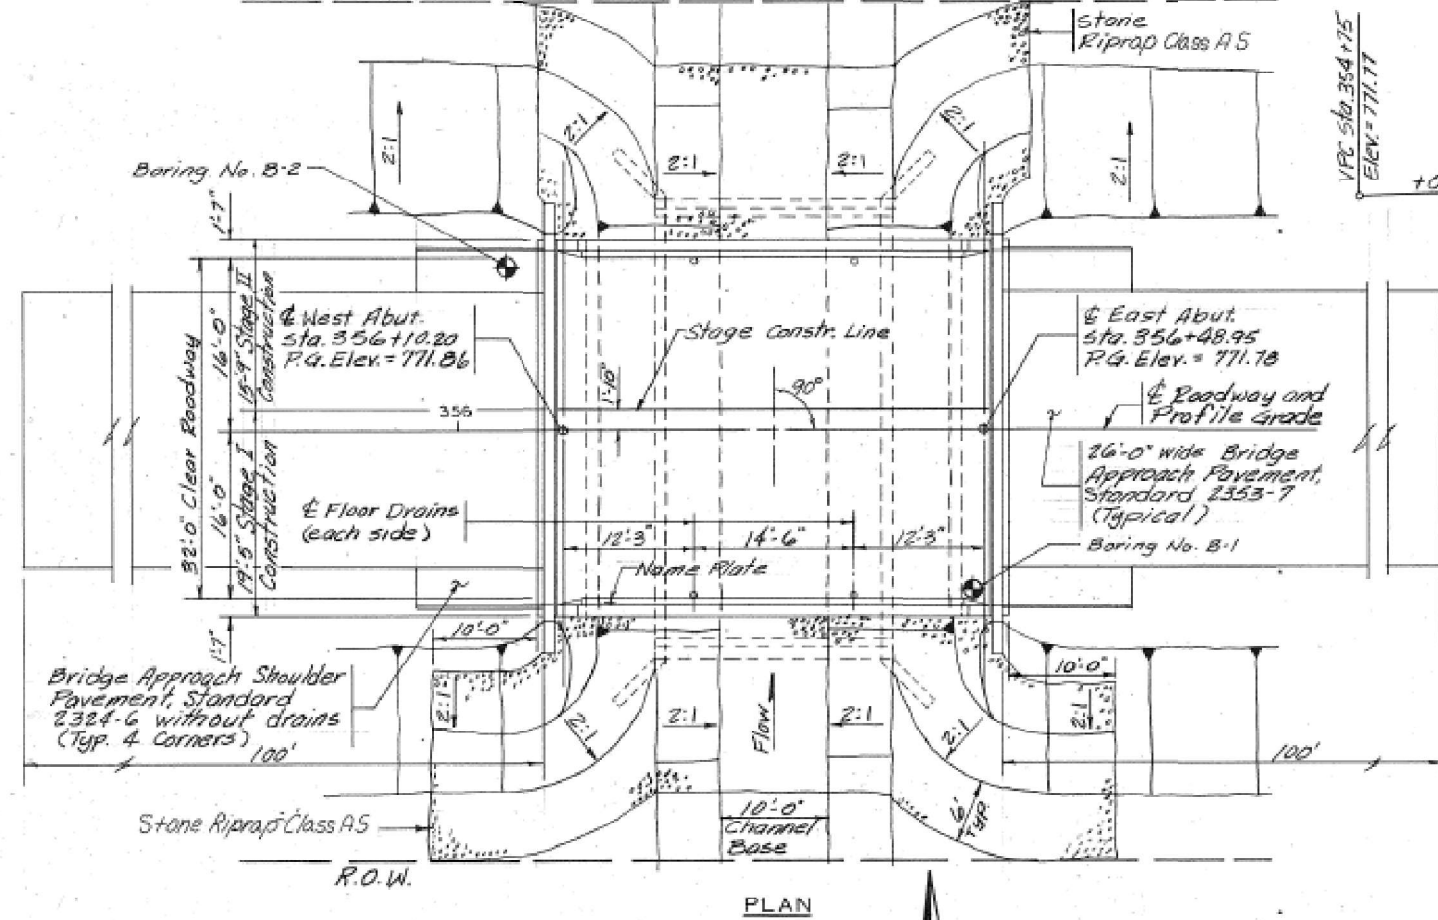 Stone
Riprap Class A5
VPC Sta. 354+75
Elev. = 771.77
2:1
2:1
2:1
2:1
2:1
2:1
Boring No. B-2
1'-7"
℄ West Abut.
Sta. 356+10.20
P.G. Elev. = 771.86
Stage Constr. Line
℄ East Abut.
Sta. 356+48.95
P.G. Elev. = 771.78
32'-0" Clear Roadway
16'-0"
15'-9" Stage II
Construction
1'-10"
90°
356
℄ Roadway and
Profile Grade
16'-0"
19'-5" Stage I
Construction
26'-0" wide Bridge
Approach Pavement,
Standard 2353-7
(Typical)
℄ Floor Drains
(each side)
12'-3"
14'-6"
12'-3"
Boring No. B-1
Name Plate
1'-7"
10'-0"
10'-0"
Bridge Approach Shoulder
Pavement, Standard
2324-6 without drains
(Typ. 4 Corners)
2:1
2:1
2:1
Flow
2:1
2:1
2:1
100'
100'
Stone Riprap Class A5
10'-0"
Channel
Base
6'
Typ.
R.O.W.
PLAN